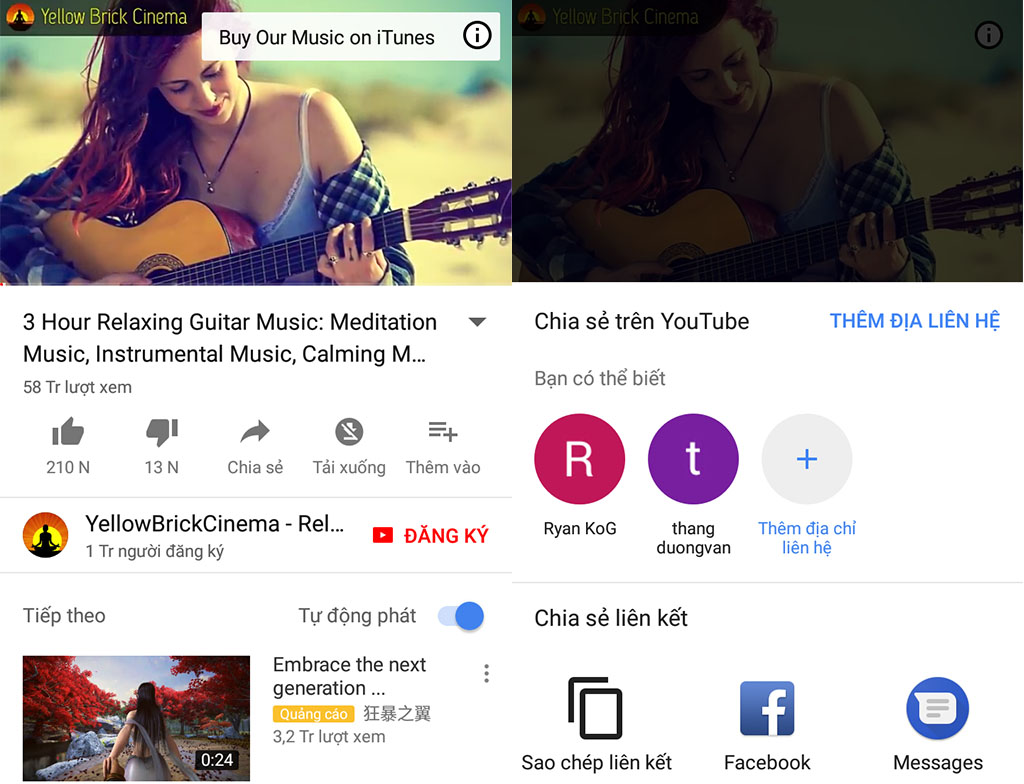 Yellow Brick Cinema
Buy Our Music on iTunes
3 Hour Relaxing Guitar Music: Meditation
Music, Instrumental Music, Calming M...
58 Tr lượt xem
210 N
13 N
Chia sẻ
Tải xuống
Thêm vào
YellowBrickCinema - Rel...
1 Tr người đăng ký
ĐĂNG KÝ
Tiếp theo
Tự động phát
0:24
Embrace the next
generation ...
Quảng cáo 狂暴之翼
3,2 Tr lượt xem
Yellow Brick Cinema
Chia sẻ trên YouTube
THÊM ĐỊA LIÊN HỆ
Bạn có thể biết
R
t
Ryan KoG
thang
duongvan
Thêm địa chỉ
liên hệ
Chia sẻ liên kết
Sao chép liên kết
Facebook
Messages